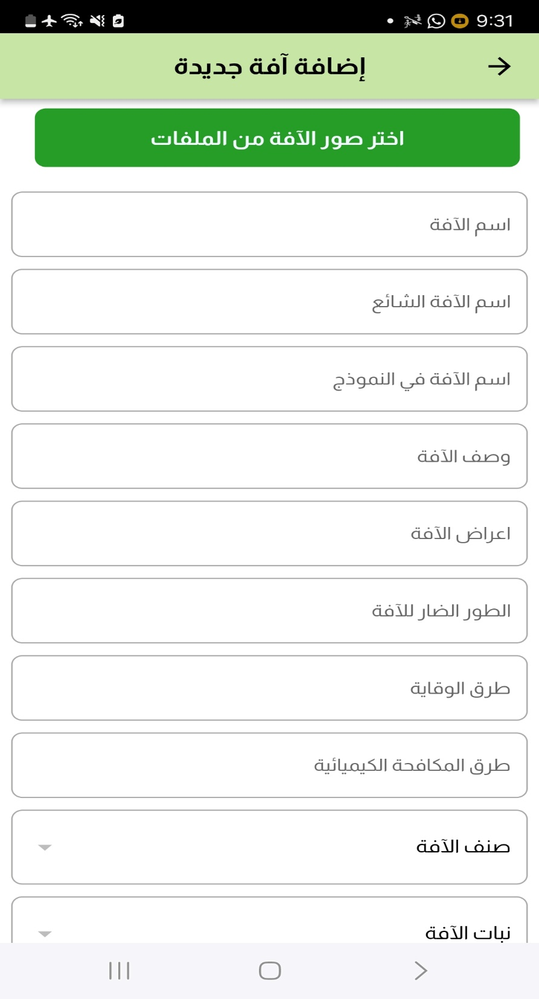 9:31
إضافة آفة جديدة
اختر صور الآفة من الملفات
اسم الآفة
اسم الآفة الشائع
اسم الآفة في النموذج
وصف الآفة
اعراض الآفة
الطور الضار للآفة
طرق الوقاية
طرق المكافحة الكيميائية
صنف الآفة
نبات الآفة